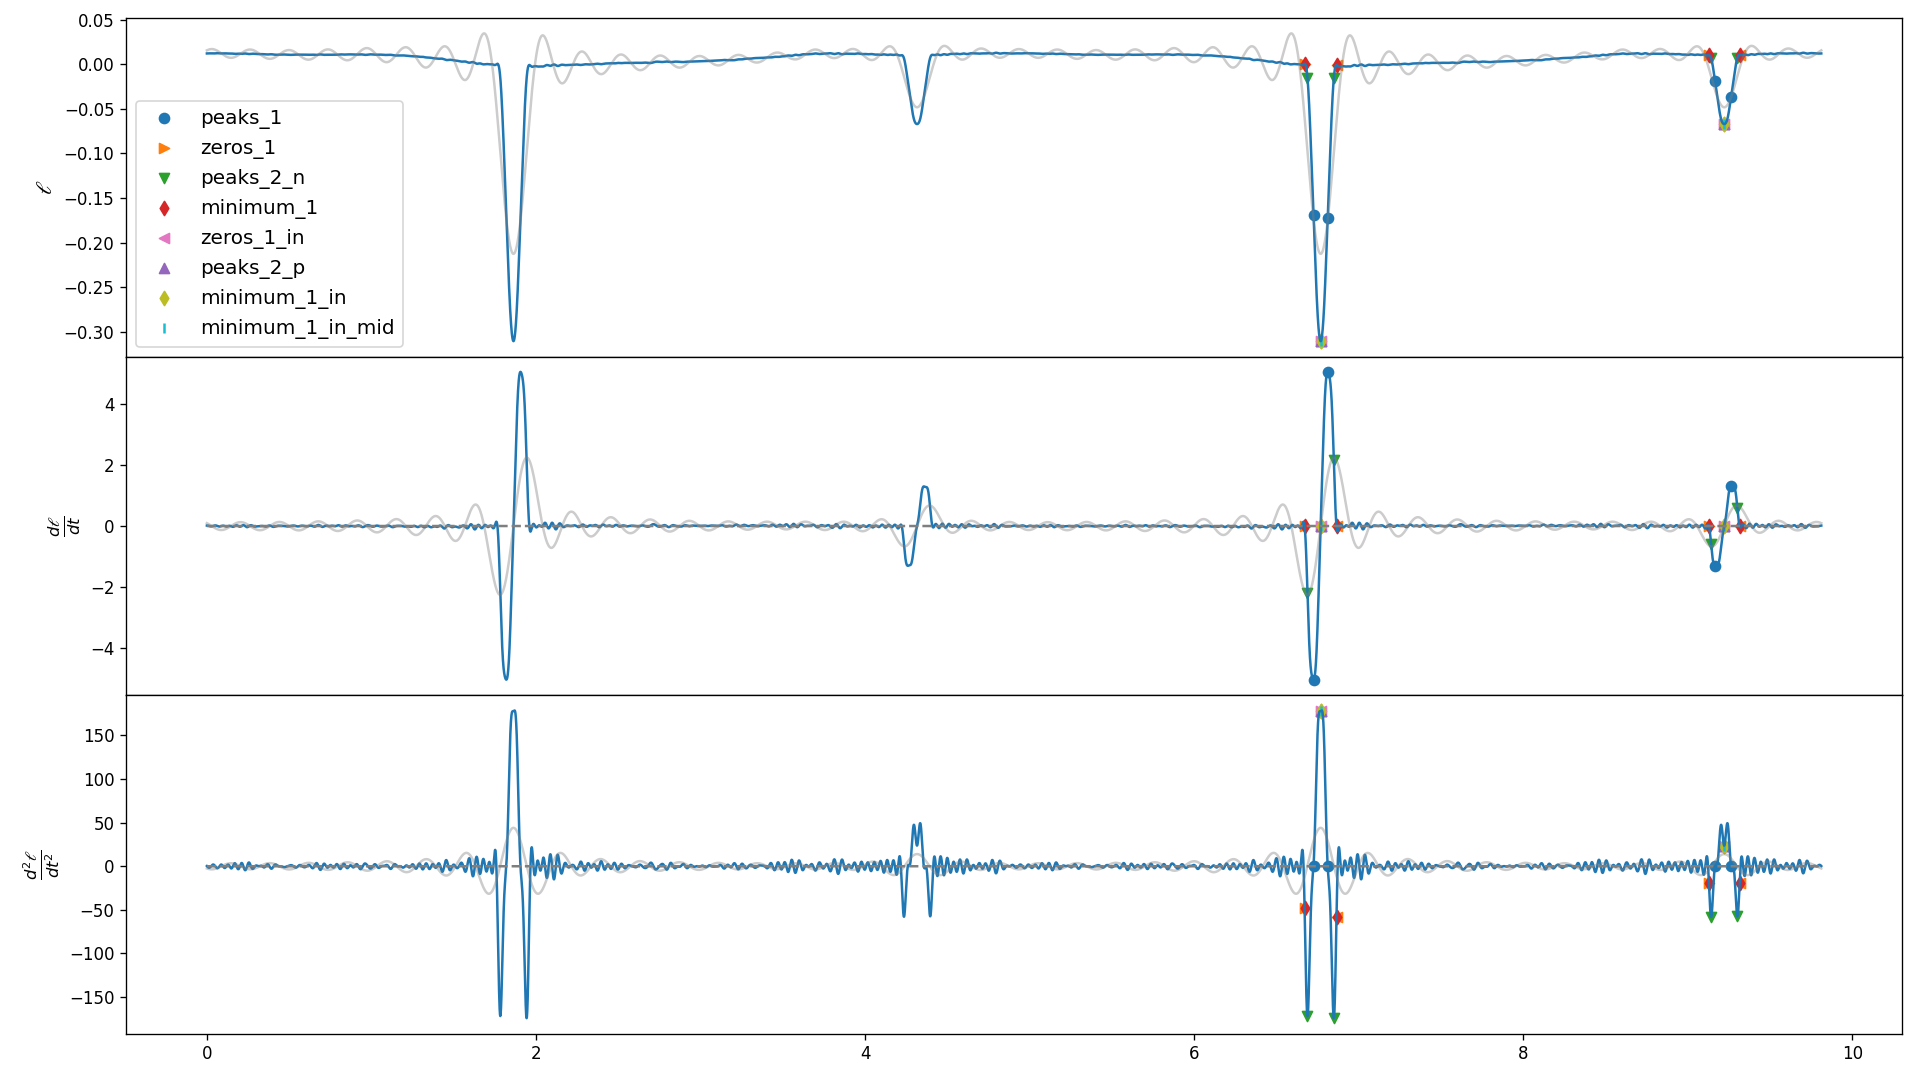 0.05
0.00
−0.05
−0.10
−0.15
−0.20
−0.25
−0.30
ℓ
peaks_1
zeros_1
peaks_2_n
minimum_1
zeros_1_in
peaks_2_p
minimum_1_in
minimum_1_in_mid
4
2
0
−2
−4
dℓ
dt
150
100
50
0
−50
−100
−150
d²ℓ
dt²
0 2 4 6 8 10